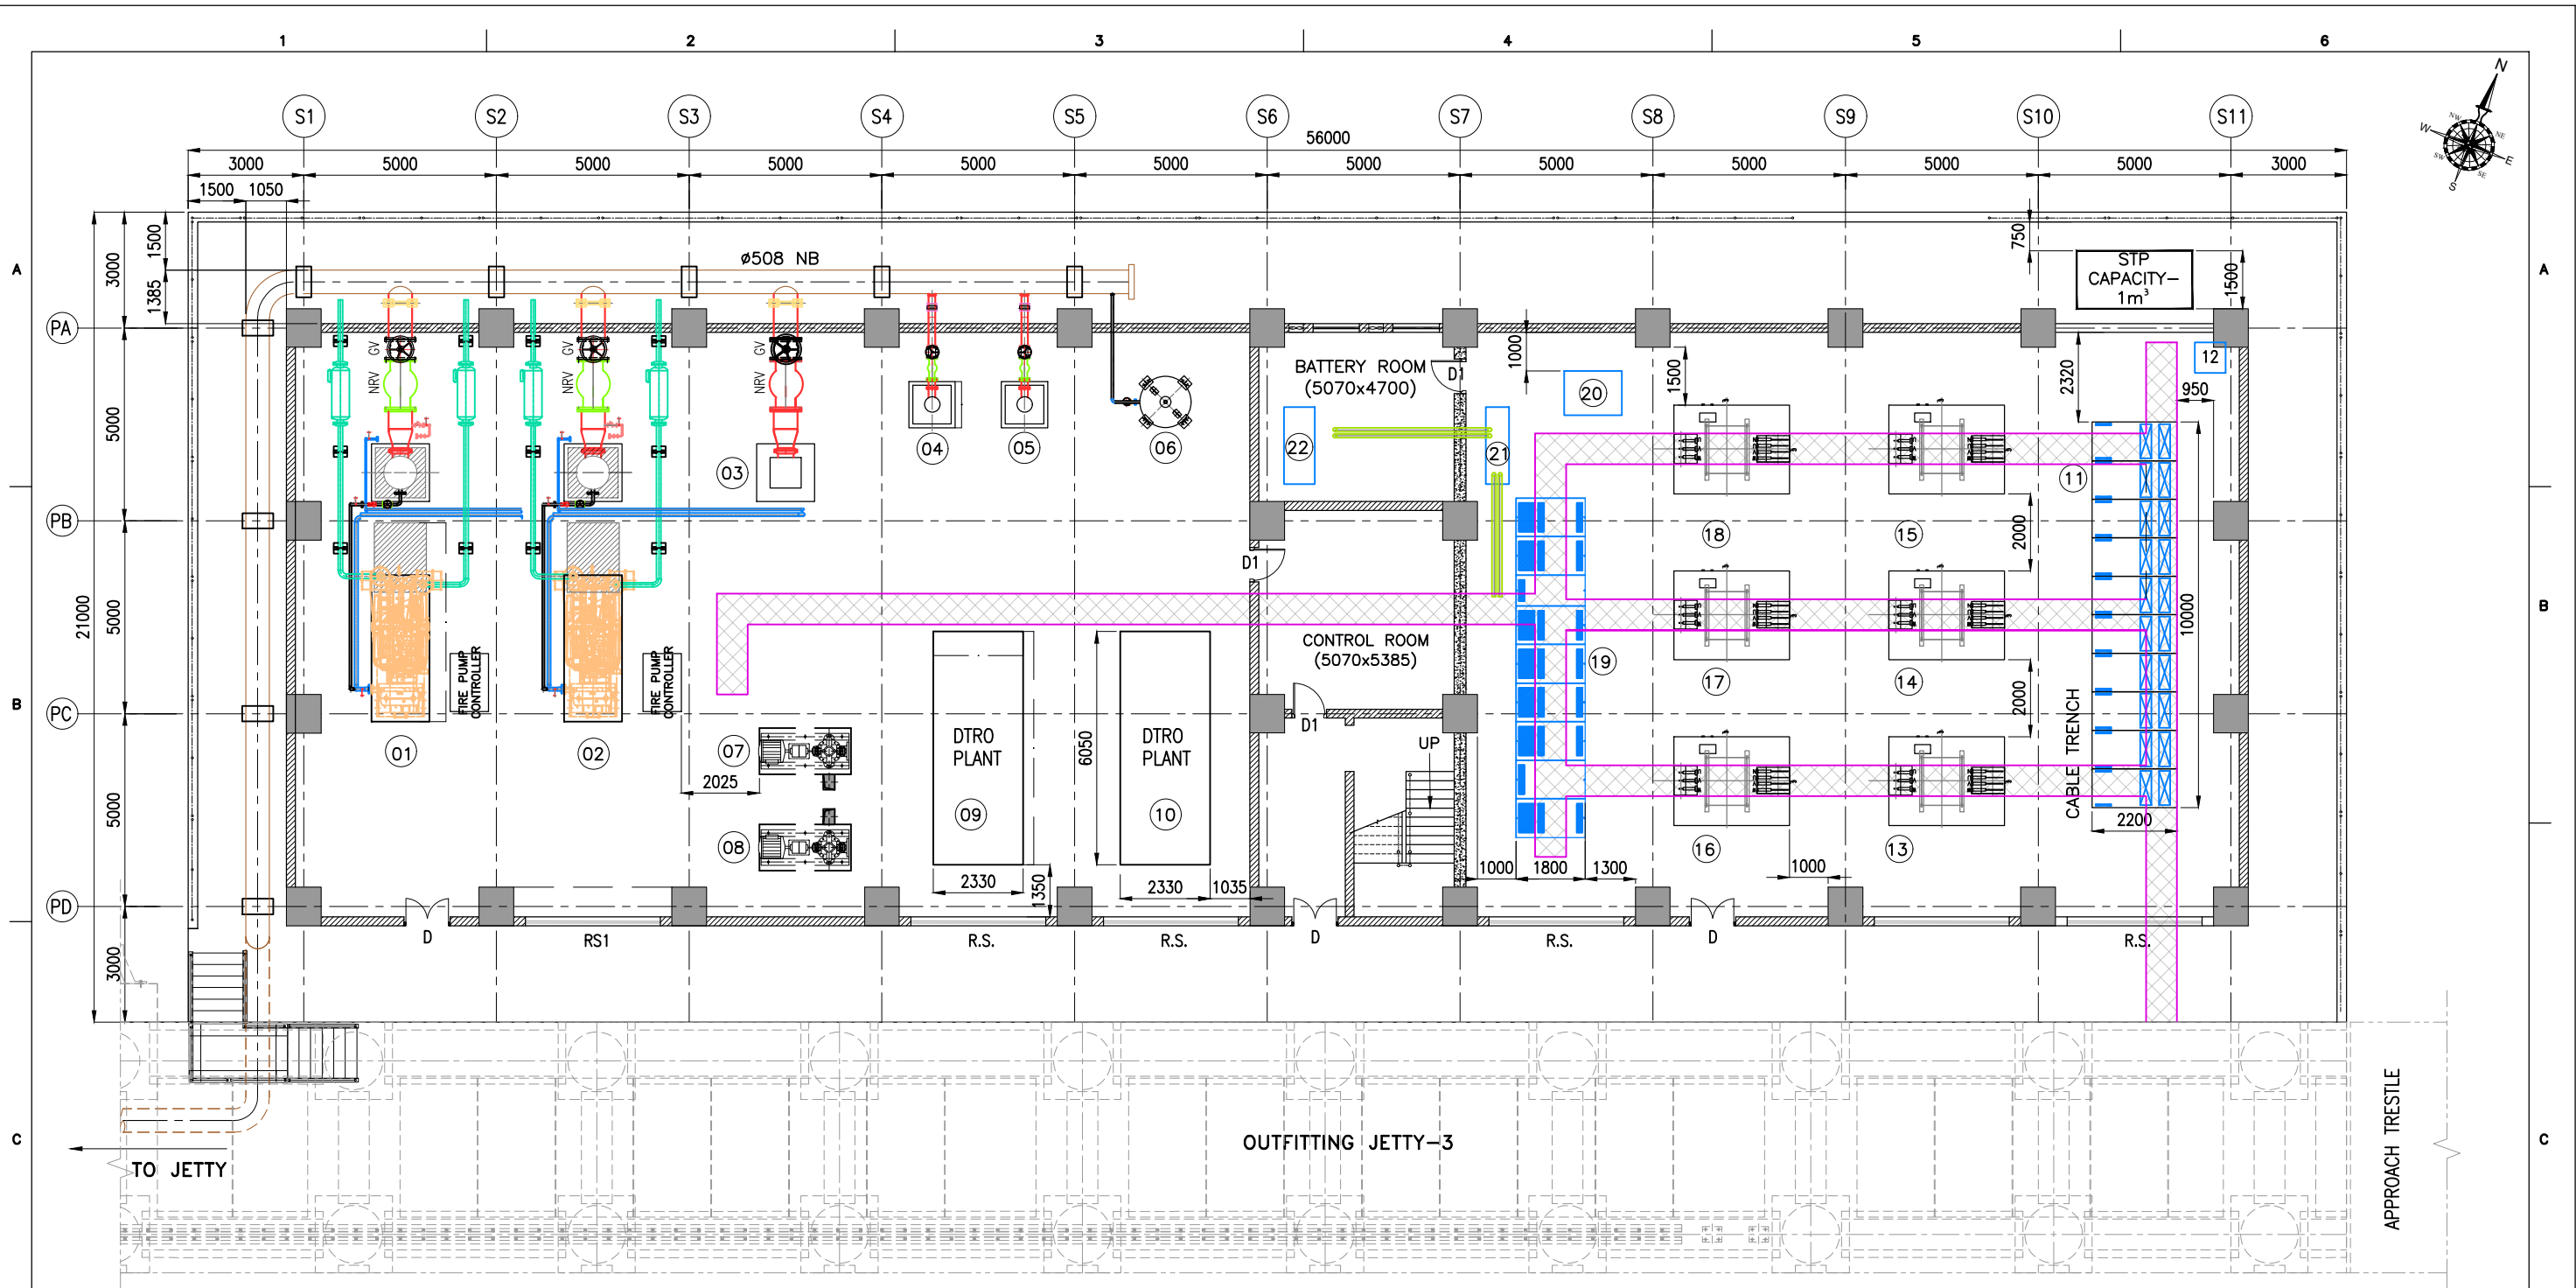 1 2 3 4 5 6
N
NW NE
W E
SW SE
S
S1 S2 S3 S4 S5 S6 S7 S8 S9 S10 S11
56000
3000 5000 5000 5000 5000 5000 5000 5000 5000 5000 5000 3000
1500 1050
A
A
21000
3000
1500
1385
5000
5000
5000
3000
PA
PB
PC
PD
ø508 NB
750
STP
CAPACITY-
1m³
1500
GV
NRV
GV
NRV
GV
NRV
03
04
05
06
BATTERY ROOM
(5070x4700)
D1
22
21
1000
20
1500
2320
12
950
11
18
15
2000
10000
B
B
D1
CONTROL ROOM
(5070x5385)
19
17
14
2000
CABLE TRENCH
2200
FIRE PUMP
CONTROLLER
FIRE PUMP
CONTROLLER
01
02
07
2025
08
DTRO
PLANT
09
6050
DTRO
PLANT
10
2330
1350
2330
1035
D1
UP
1000 1800 1300
16
1000
13
D
RS1
R.S.
R.S.
D
R.S.
D
R.S.
C
C
TO JETTY
OUTFITTING JETTY-3
APPROACH TRESTLE